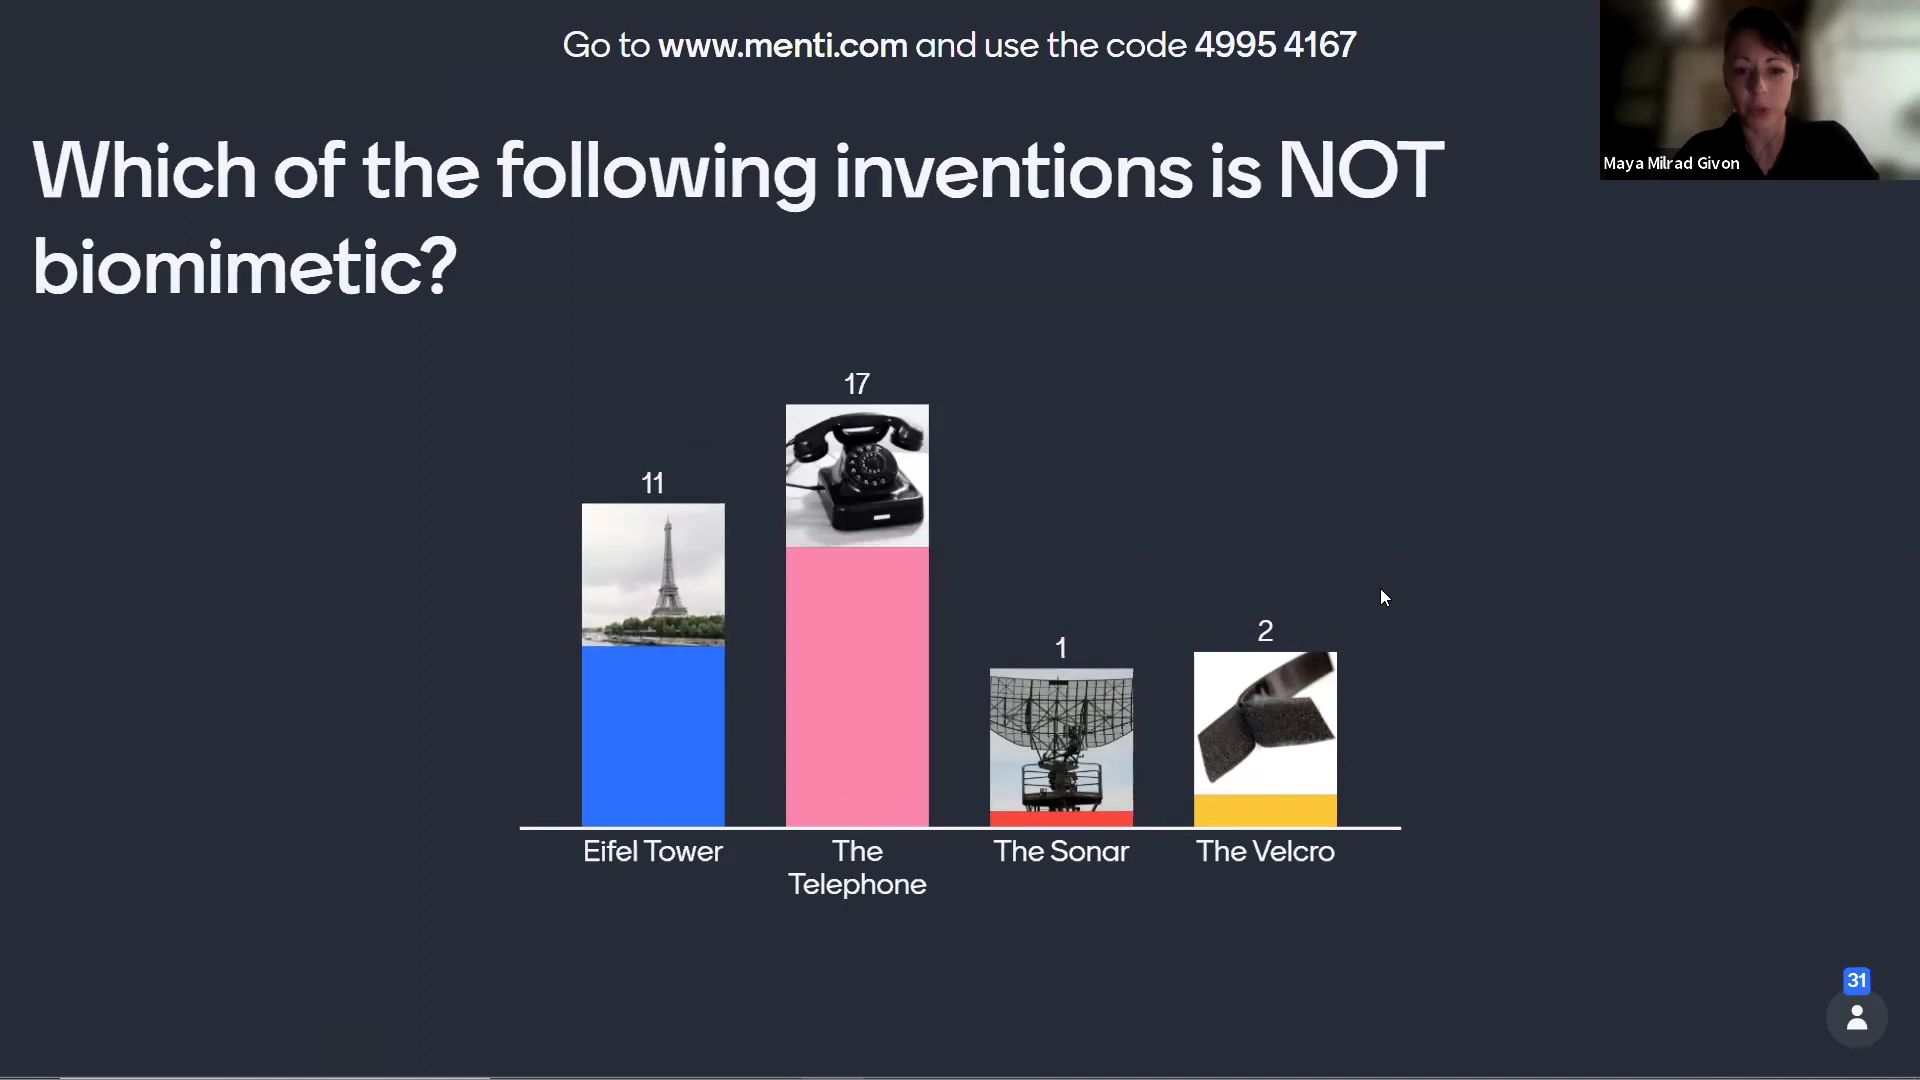 Go to www.menti.com and use the code 4995 4167
Maya Milrad Givon
Which of the following inventions is NOT
biomimetic?
11
17
1
2
Eifel Tower
The
Telephone
The Sonar
The Velcro
31